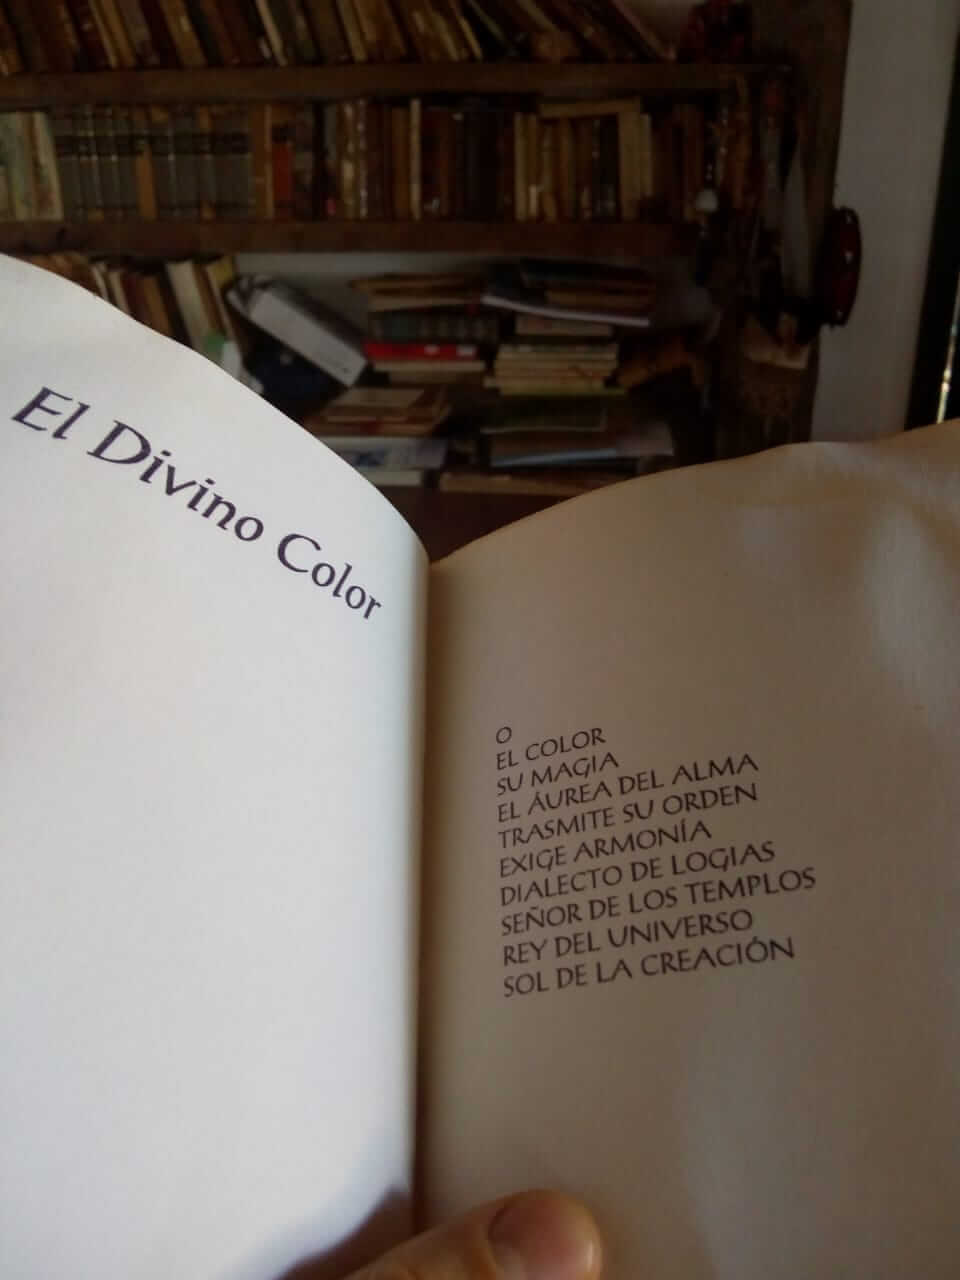 El Divino Color
O
EL COLOR
SU MAGIA
EL ÁUREA DEL ALMA
TRASMITE SU ORDEN
EXIGE ARMONÍA
DIALECTO DE LOGIAS
SEÑOR DE LOS TEMPLOS
REY DEL UNIVERSO
SOL DE LA CREACIÓN